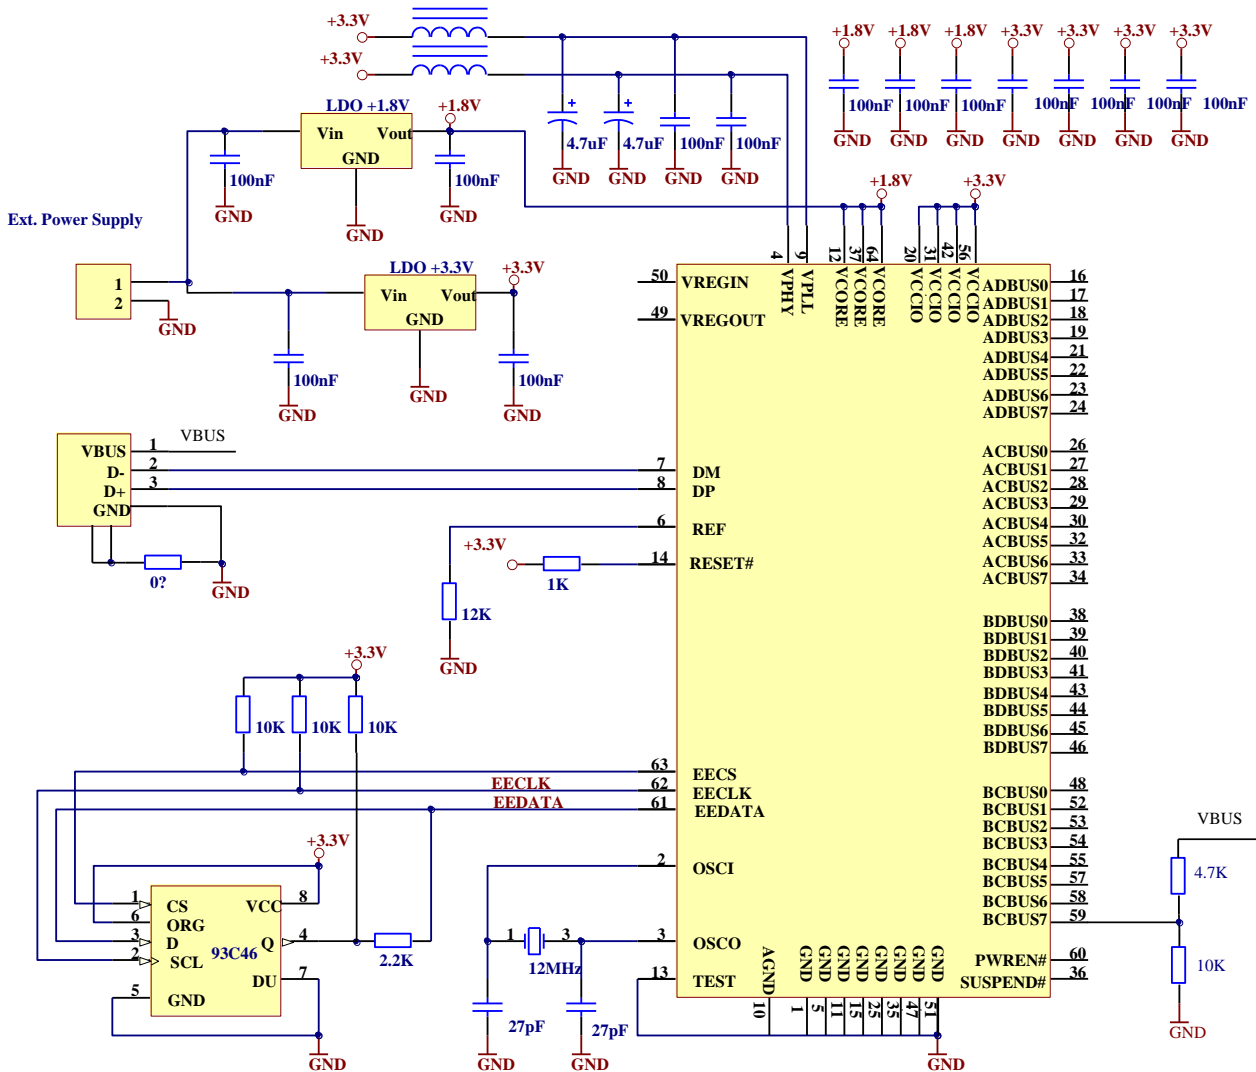 +3.3V
+3.3V
+1.8V +1.8V +1.8V +3.3V +3.3V +3.3V +3.3V
100nF 100nF 100nF 100nF 100nF 100nF 100nF
GND GND GND GND GND GND GND
LDO +1.8V
+1.8V
Vin Vout
GND
100nF
100nF
GND
GND
GND
4.7uF 4.7uF 100nF 100nF
GND GND GND GND
Ext. Power Supply
1
2
GND
LDO +3.3V
+3.3V
Vin Vout
GND
100nF
100nF
GND
GND
GND
+1.8V
+3.3V
4 9 12 37 64 20 31 42 56
VPHY VPLL VCORE VCORE VCORE VCCIO VCCIO VCCIO VCCIO
50 VREGIN
49 VREGOUT
ADBUS0 16
ADBUS1 17
ADBUS2 18
ADBUS3 19
ADBUS4 21
ADBUS5 22
ADBUS6 23
ADBUS7 24
VBUS 1 VBUS
D- 2
D+ 3
GND
0?
GND
7 DM
8 DP
6 REF
+3.3V
1K
14 RESET#
12K
GND
ACBUS0 26
ACBUS1 27
ACBUS2 28
ACBUS3 29
ACBUS4 30
ACBUS5 32
ACBUS6 33
ACBUS7 34
BDBUS0 38
BDBUS1 39
BDBUS2 40
BDBUS3 41
BDBUS4 43
BDBUS5 44
BDBUS6 45
BDBUS7 46
+3.3V
10K 10K 10K
63 EECS
EECLK 62 EECLK
EEDATA 61 EEDATA
BCBUS0 48
BCBUS1 52
BCBUS2 53
BCBUS3 54
BCBUS4 55
BCBUS5 57
BCBUS6 58
BCBUS7 59
VBUS
4.7K
10K
GND
+3.3V
1 CS VCC 8
6 ORG
3 D Q 4
93C46
2 SCL
DU 7
5 GND
2.2K
GND
2 OSCI
1 3
12MHz
3 OSCO
27pF 27pF
GND GND
13 TEST
PWREN# 60
SUSPEND# 36
AGND GND GND GND GND GND GND GND GND
10 1 5 11 15 25 35 47 51
GND